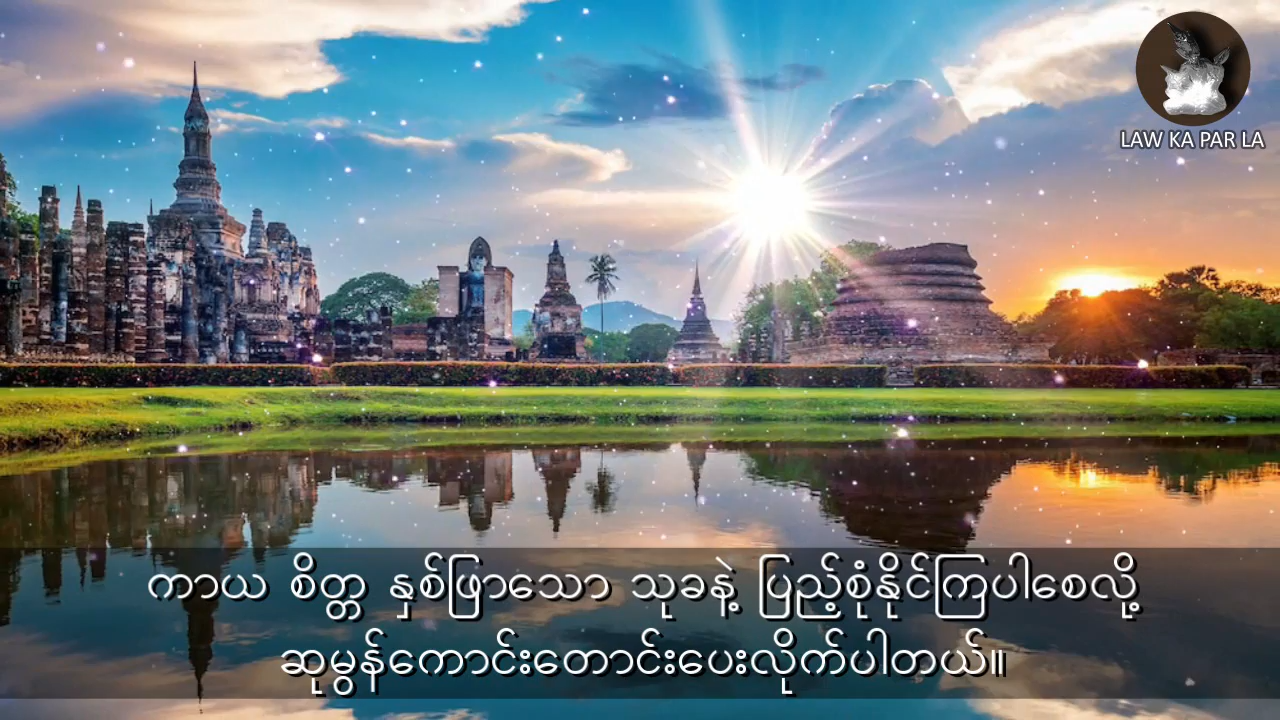 LAW KA PAR LA
ကာယ စိတ္တ နှစ်ဖြာသော သုခနဲ့ ပြည့်စုံနိုင်ကြပါစေလို့
ဆုမွန်ကောင်းတောင်းပေးလိုက်ပါတယ်။